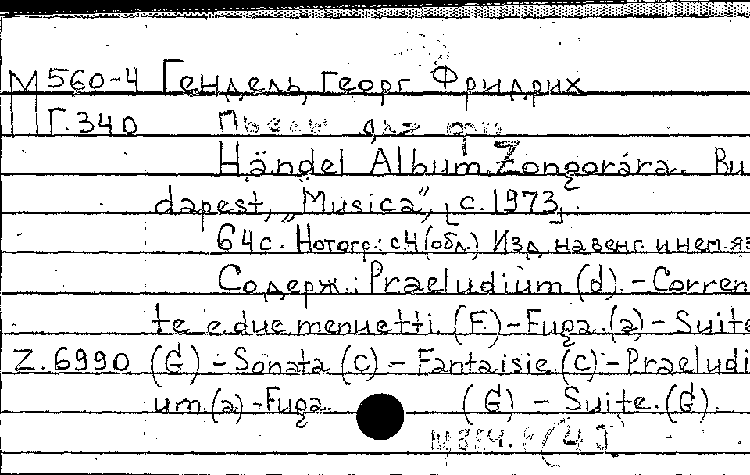 М560-4 Гендель, Георг Фридрих
Г.340 Пьесы для фп.
Händel Album. Zongorára. Bu
dapest, „Musica”, [с. 1973].
64с. Нотогр.: с4 (обл.) Изд. на венг. и нем. яз
Содерж.: Praeludium (d). - Corren
te e due menuetti. (F) - Fuga. (a) - Suite
Z.6990 (G) - Sonata (c) - Fantaisie (c) - Praeludi
um. (a) - Fuga. (G) - Suite. (G).